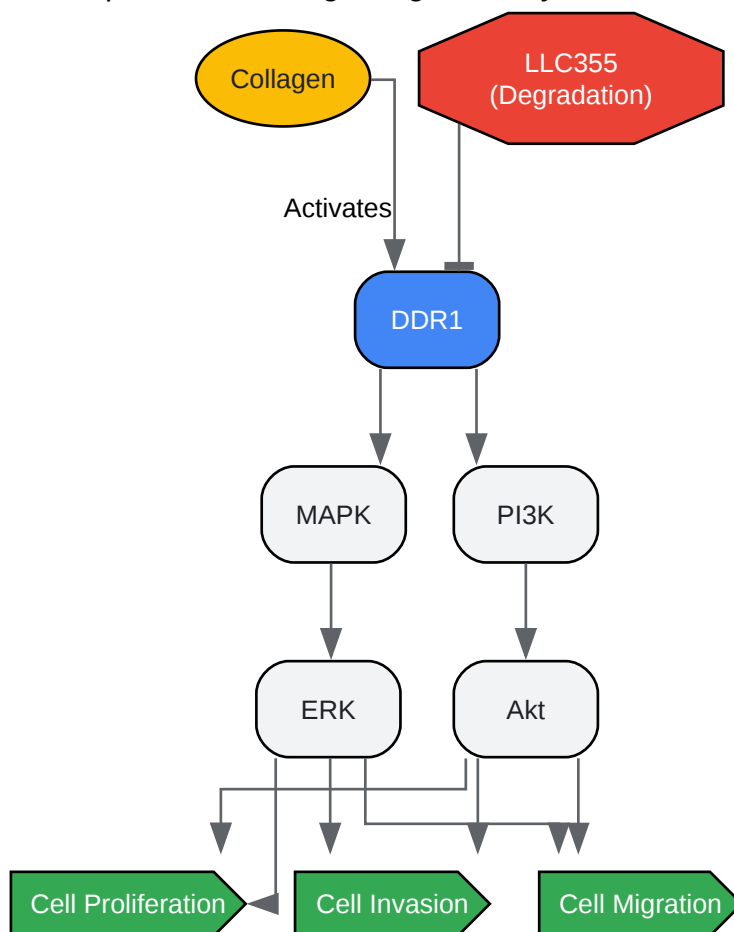 Collagen
LLC355
(Degradation)
Activates
DDR1
MAPK
PI3K
ERK
Akt
Cell Proliferation
Cell Invasion
Cell Migration